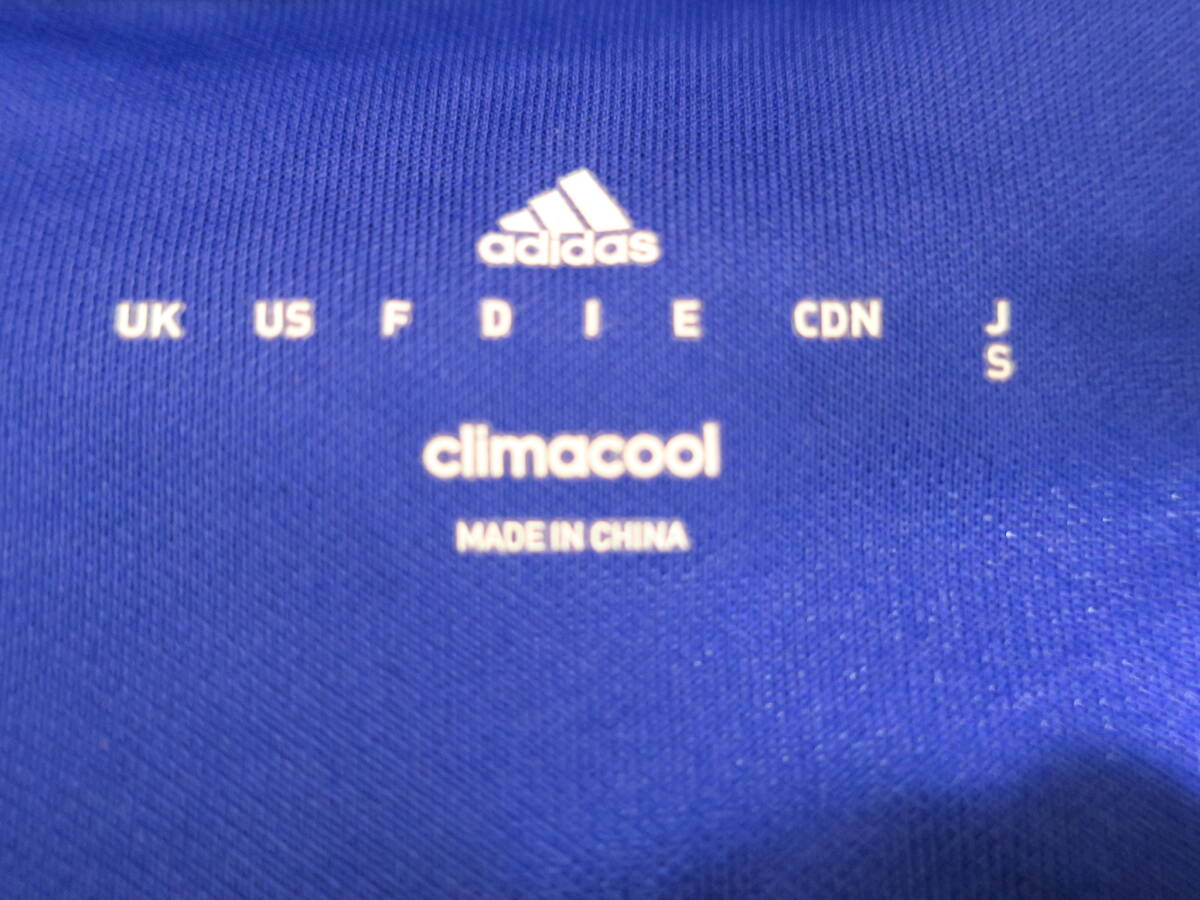 adidas
UK US F D I E CDN J
S
climacool
MADE IN CHINA